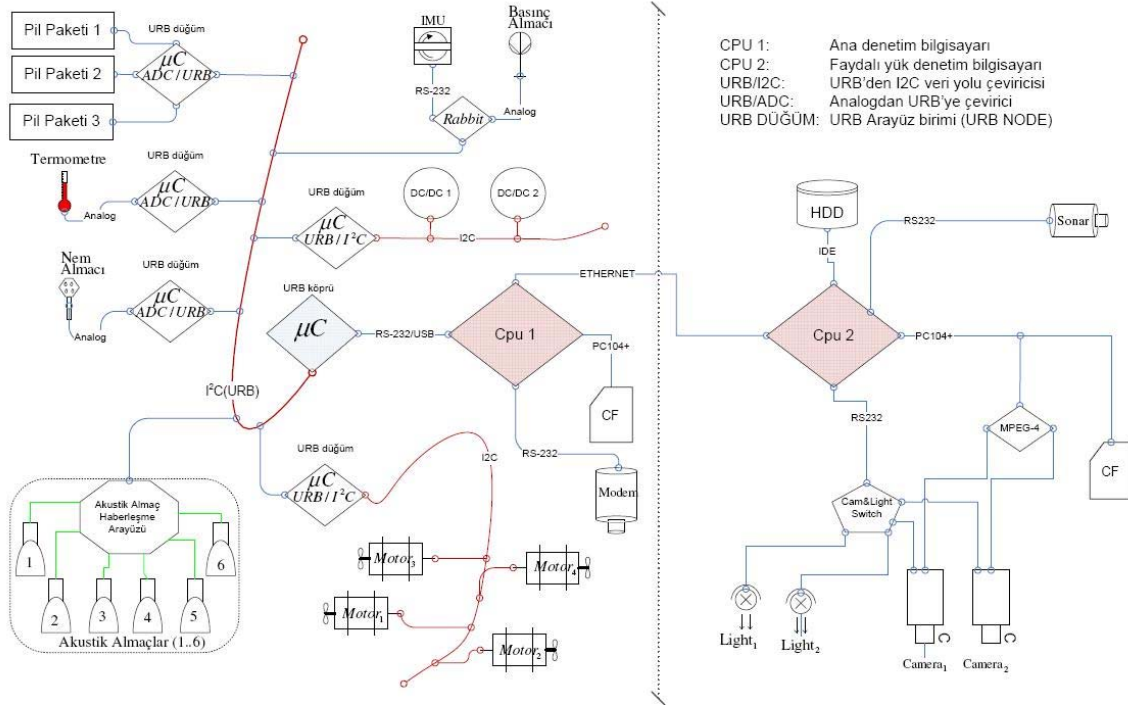 Pil Paketi 1
Pil Paketi 2
Pil Paketi 3
URB düğüm
μC
ADC / URB
IMU
RS-232
Basınç
Almacı
Analog
Rabbit
CPU 1: Ana denetim bilgisayarı
CPU 2: Faydalı yük denetim bilgisayarı
URB/I2C: URB'den I2C veri yolu çeviricisi
URB/ADC: Analogdan URB'ye çevirici
URB DÜĞÜM: URB Arayüz birimi (URB NODE)
Termometre
Analog
URB düğüm
μC
ADC / URB
URB düğüm
μC
URB / I²C
DC/DC 1
DC/DC 2
I2C
Nem
Almacı
Analog
URB düğüm
μC
ADC / URB
URB köprü
μC
RS-232/USB
Cpu 1
ETHERNET
PC104+
CF
RS-232
Modem
HDD
IDE
RS232
Sonar
Cpu 2
PC104+
MPEG-4
CF
RS232
Cam&Light
Switch
I²C(URB)
URB düğüm
μC
URB / I²C
I2C
Akustik Almaç
Haberleşme
Arayüzü
1
2
3
4
5
6
Akustik Almaçlar (1..6)
Motor3
Motor4
Motor1
Motor2
Light1
Light2
C
C
Camera1
Camera2